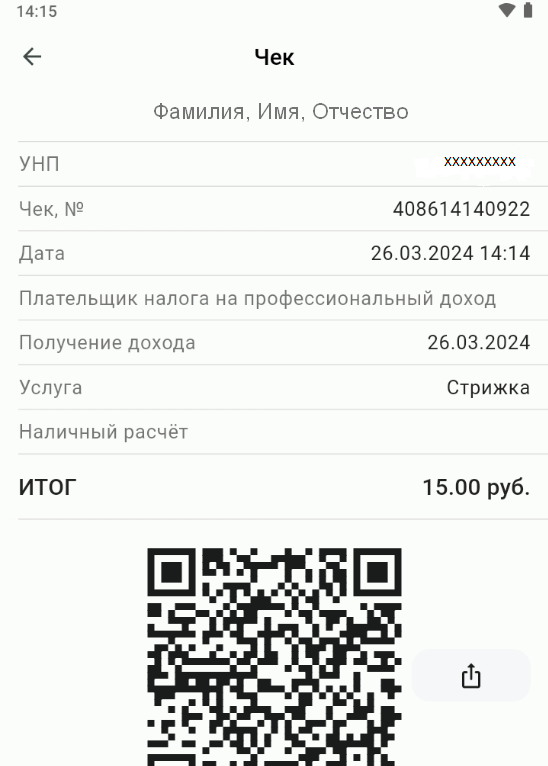 14:15
Чек
Фамилия, Имя, Отчество
УНП xxxxxxxxx
Чек, № 408614140922
Дата 26.03.2024 14:14
Плательщик налога на профессиональный доход
Получение дохода 26.03.2024
Услуга Стрижка
Наличный расчёт
ИТОГ 15.00 руб.